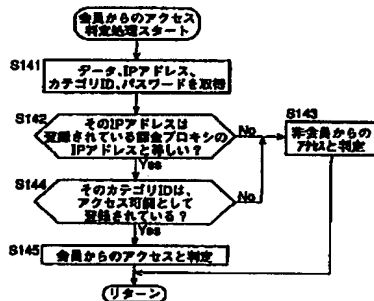 会員からのアクセス
判定処理スタート
S141
データ、IPアドレス、
カテゴリID、パスワードを取得
S142
そのIPアドレスは
登録されている課金プロキシの
IPアドレスと等しい?
No
Yes
S143
非会員からの
アクセスと判定
S144
そのカテゴリIDは、
アクセス可能として
登録されている?
No
Yes
S145
会員からのアクセスと判定
リターン